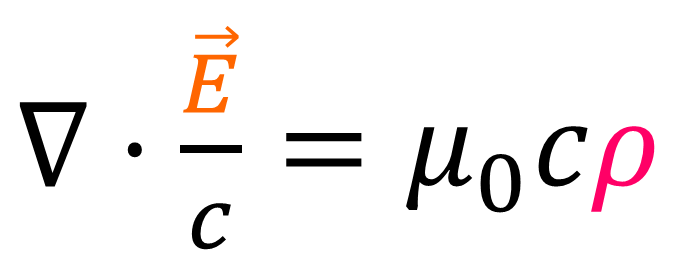 ∇ · E⃗/c = μ₀cρ